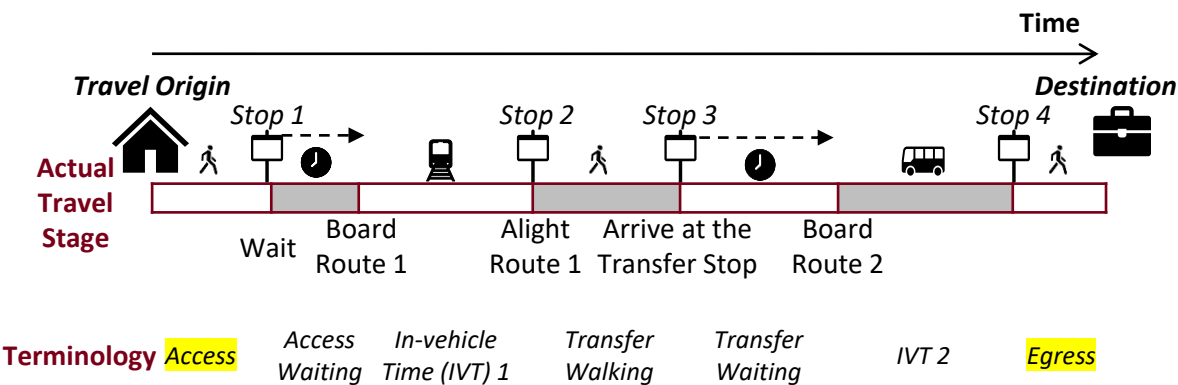 Time
Travel Origin
Destination
Stop 1
Stop 2
Stop 3
Stop 4
Actual
Travel
Stage
Wait
Board
Route 1
Alight
Route 1
Arrive at the
Transfer Stop
Board
Route 2
Terminology
Access
Access
Waiting
In-vehicle
Time (IVT) 1
Transfer
Walking
Transfer
Waiting
IVT 2
Egress